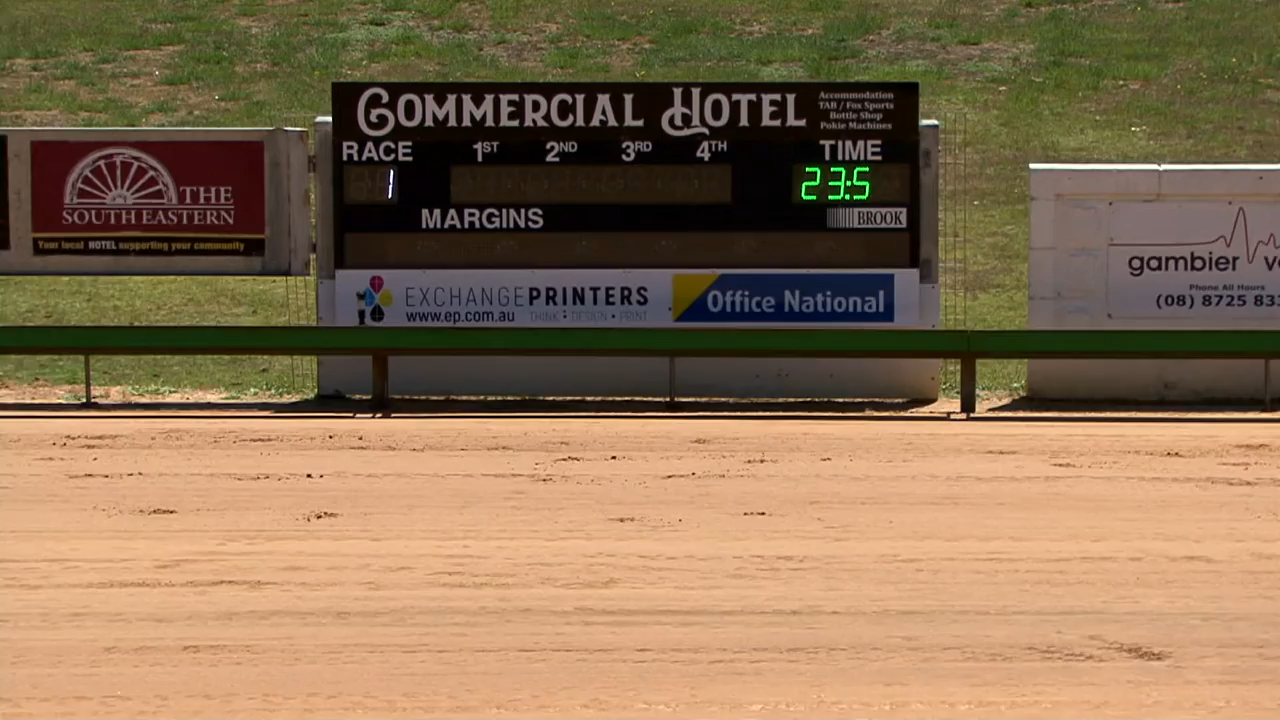 COMMERCIAL HOTEL
Accommodation
TAB / Fox Sports
Bottle Shop
Pokie Machines
RACE 1ST 2ND 3RD 4TH TIME
1 23:5
MARGINS
BROOK
THE
SOUTH EASTERN
Your local HOTEL supporting your community
EXCHANGEPRINTERS
www.ep.com.au THINK : DESIGN • PRINT
Office National
gambier
Phone All Hours
(08) 8725